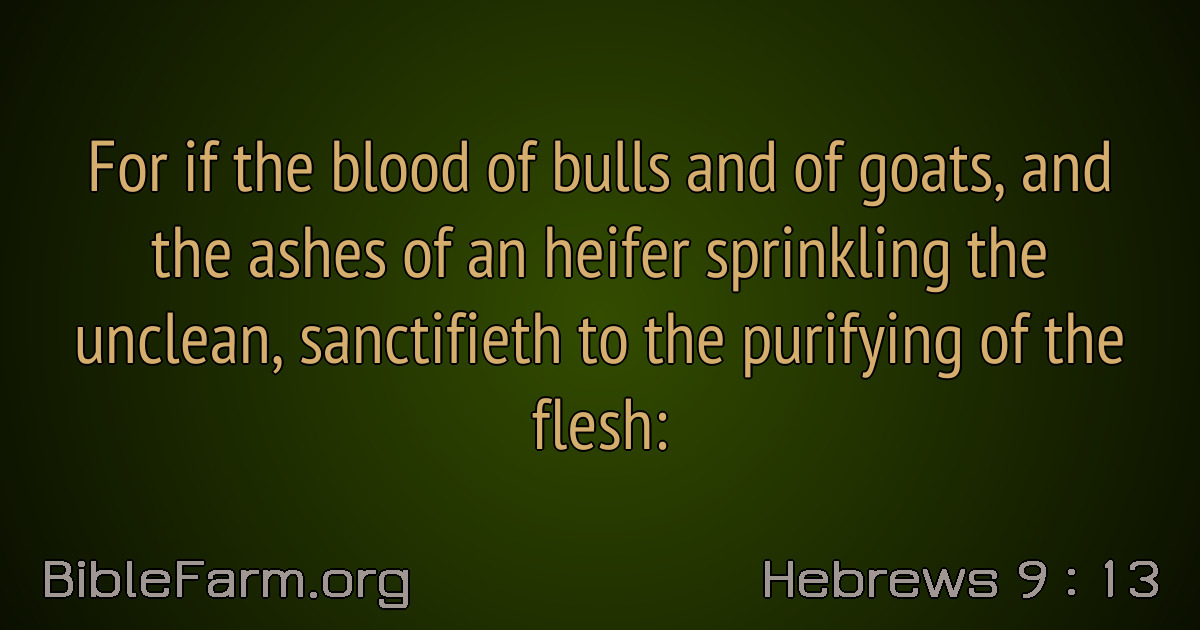 For if the blood of bulls and of goats, and
the ashes of an heifer sprinkling the
unclean, sanctifieth to the purifying of the
flesh:
BibleFarm.org
Hebrews 9 : 13